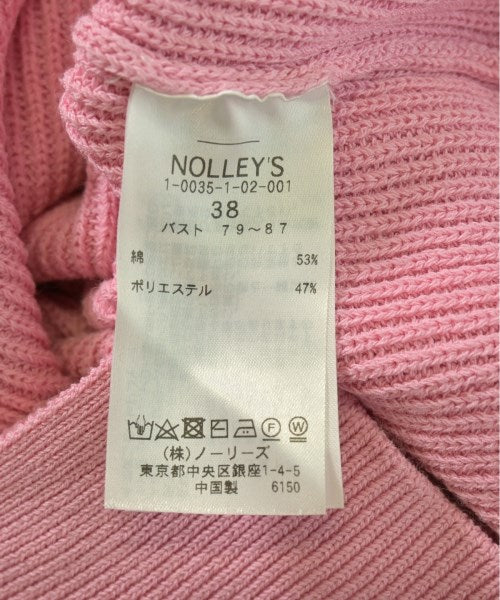 NOLLEY'S
1-0035-1-02-001
38
バスト 79～87
綿 53%
ポリエステル 47%
(株)ノーリーズ
東京都中央区銀座1-4-5
中国製 6150